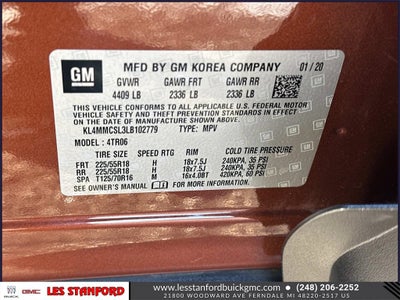 GM
MFD BY GM KOREA COMPANY 01/20
GVWR GAWR FRT GAWR RR
4409 LB 2336 LB 2336 LB
THIS VEHICLE CONFORMS TO ALL APPLICABLE U.S. FEDERAL MOTOR
VEHICLE SAFETY, BUMPER, AND THEFT PREVENTION STANDARDS
IN EFFECT ON THE DATE OF MANUFACTURE SHOWN ABOVE.
KL4MMCSL3LB102779 TYPE: MPV
MODEL: 4TR06
TIRE SIZE SPEED RTG RIM COLD TIRE PRESSURE
FRT 225/55R18 H 18x7.5J 240KPA, 35 PSI
RR 225/55R18 H 18x7.5J 240KPA, 35 PSI
SPA T125/70R16 M 16x4.0BT 420KPA, 60 PSI
SEE OWNER'S MANUAL FOR ADDITIONAL INFORMATION
BUICK GMC LES STANFORD
www.lesstanfordbuickgmc.com (248) 206-2252
21800 WOODWARD AVE FERNDALE MI 48220-2517 US